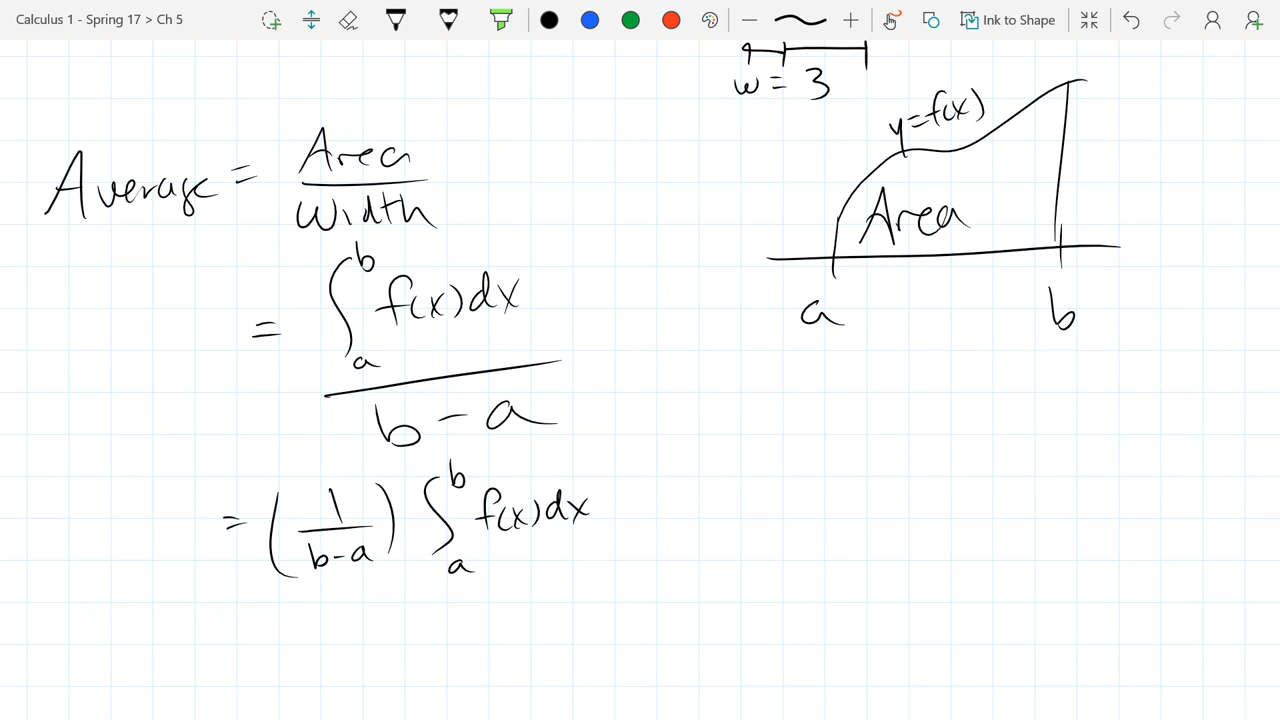 Calculus 1 - Spring 17 > Ch 5
Ink to Shape
w = 3
y=f(x)
Area
a b
Average = Area / Width
= ∫_a^b f(x)dx / b - a
= (1/(b-a)) ∫_a^b f(x)dx